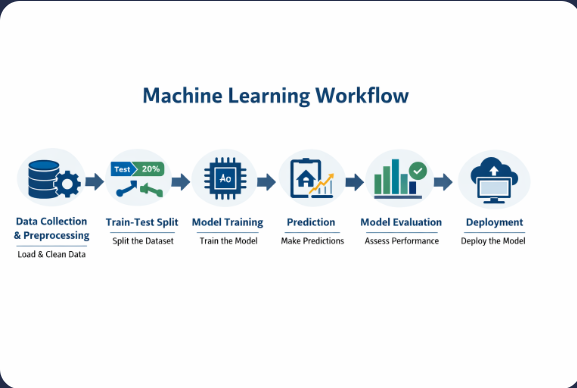 Machine Learning Workflow
Test 20%
Ao
Data Collection
& Preprocessing
Load & Clean Data
Train-Test Split
Split the Dataset
Model Training
Train the Model
Prediction
Make Predictions
Model Evaluation
Assess Performance
Deployment
Deploy the Model